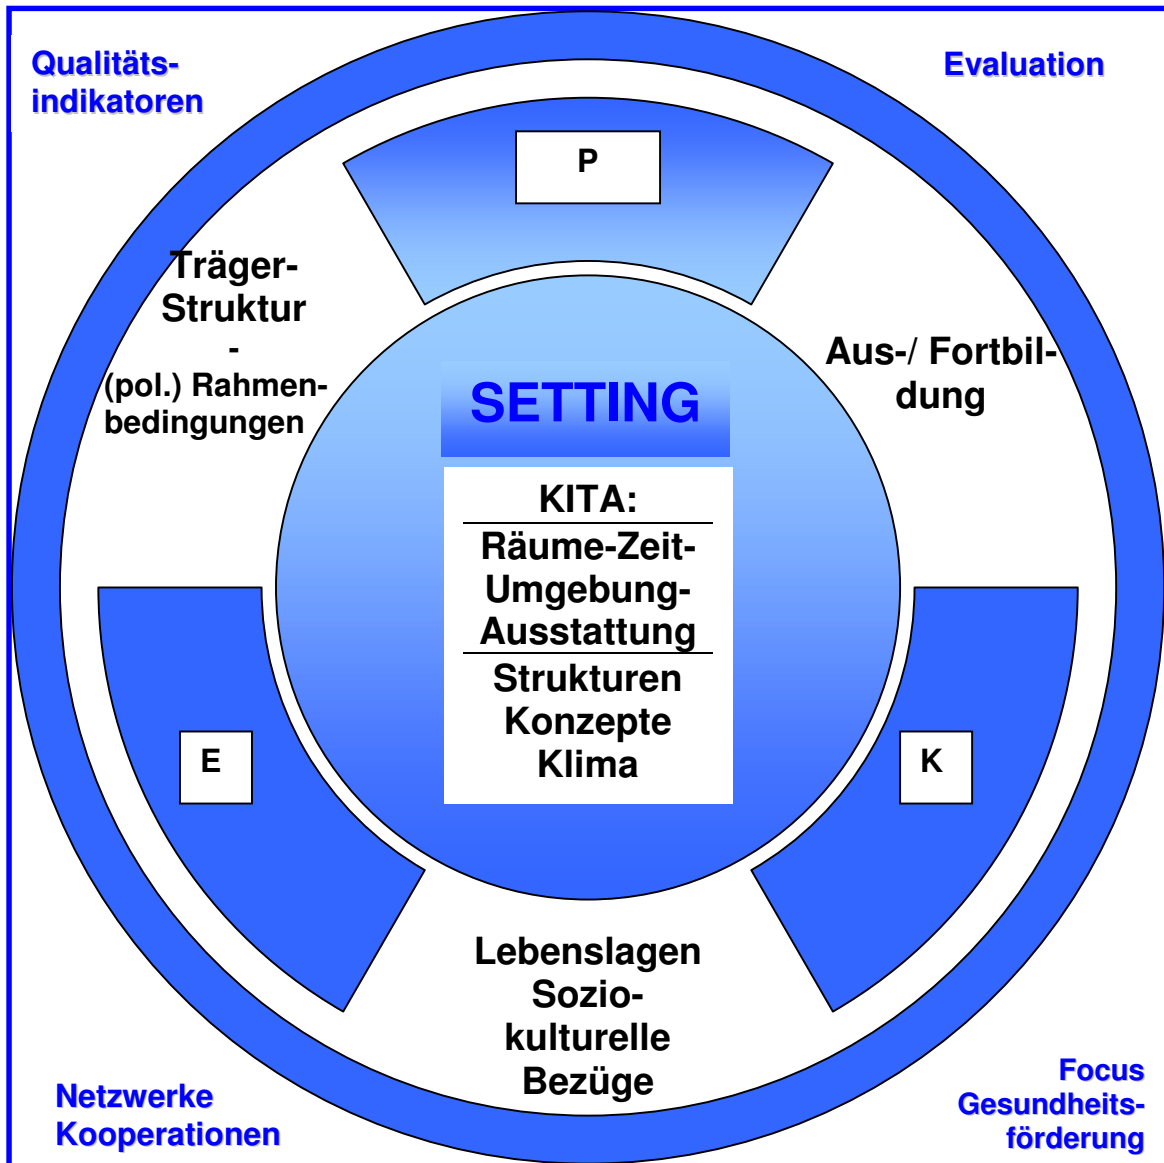 Qualitäts-
indikatoren
Evaluation
P
Träger-
Struktur
-
(pol.) Rahmen-
bedingungen
Aus-/ Fortbil-
dung
SETTING
KITA:
Räume-Zeit-
Umgebung-
Ausstattung
Strukturen
Konzepte
Klima
E
K
Lebenslagen
Sozio-
kulturelle
Bezüge
Netzwerke
Kooperationen
Focus
Gesundheits-
förderung